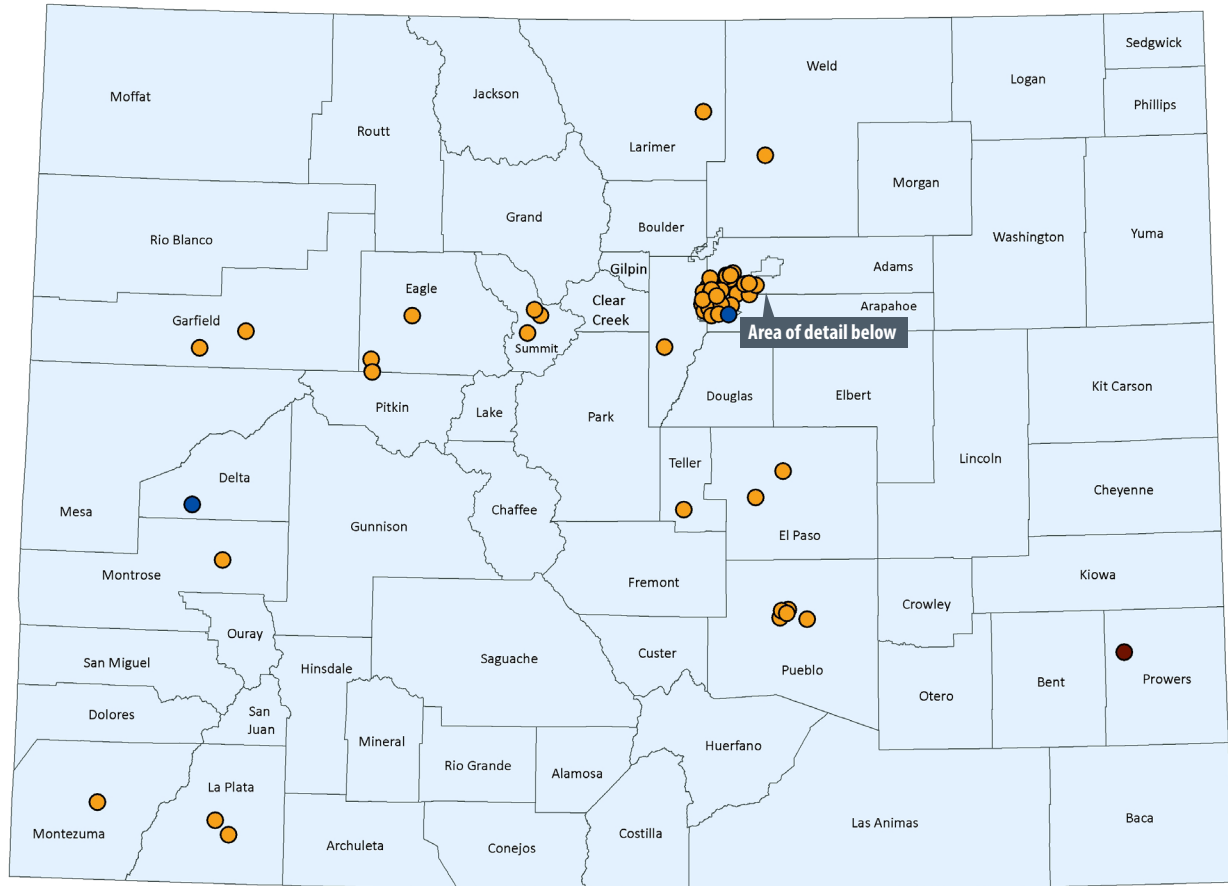 Sedgwick
Weld
Logan
Moffat
Jackson
Phillips
Routt
Larimer
Morgan
Grand
Boulder
Yuma
Rio Blanco
Washington
Gilpin
Adams
Eagle
Clear
Creek
Arapahoe
Garfield
Area of detail below
Summit
Kit Carson
Douglas
Elbert
Pitkin
Lake
Park
Teller
Lincoln
Delta
Cheyenne
Mesa
Chaffee
Gunnison
El Paso
Montrose
Fremont
Kiowa
Crowley
Ouray
San Miguel
Hinsdale
Saguache
Custer
Pueblo
Bent
Prowers
Otero
Dolores
San
Juan
Mineral
Huerfano
Rio Grande
Alamosa
La Plata
Montezuma
Costilla
Las Animas
Baca
Archuleta
Conejos